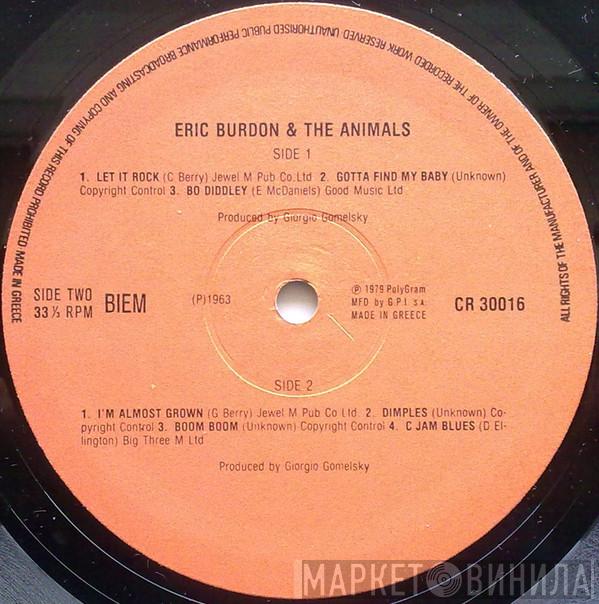 AND COPYING OF THIS RECORD PROHIBITED MADE IN GREECE
ALL RIGHTS OF THE MANUFACTURER AND OF THE OWNER OF THE RECORDED WORK RESERVED UNAUTHORISED PUBLIC PERFORMANCE BROADCASTING
ERIC BURDON & THE ANIMALS
SIDE 1
1. LET IT ROCK (C Berry) Jewel M Pub Co.Ltd 2. GOTTA FIND MY BABY (Unknown)
Copyright Control 3. BO DIDDLEY (E McDaniels) Good Music Ltd
Produced by Giorgio Gomelsky
SIDE TWO
33⅓ RPM
BIEM
(P)1963
℗ 1979 PolyGram
MFD by G.P.I. s.a.
MADE IN GREECE
CR 30016
SIDE 2
1. I'M ALMOST GROWN (G Berry) Jewel M Pub Co Ltd. 2. DIMPLES (Unknown) Co-
pyright Control 3. BOOM BOOM (Unknown) Copyright Control 4. C JAM BLUES (D El-
lington) Big Three M Ltd
Produced by Giorgio Gomelsky
МАРКЕТ ВИНИЛА